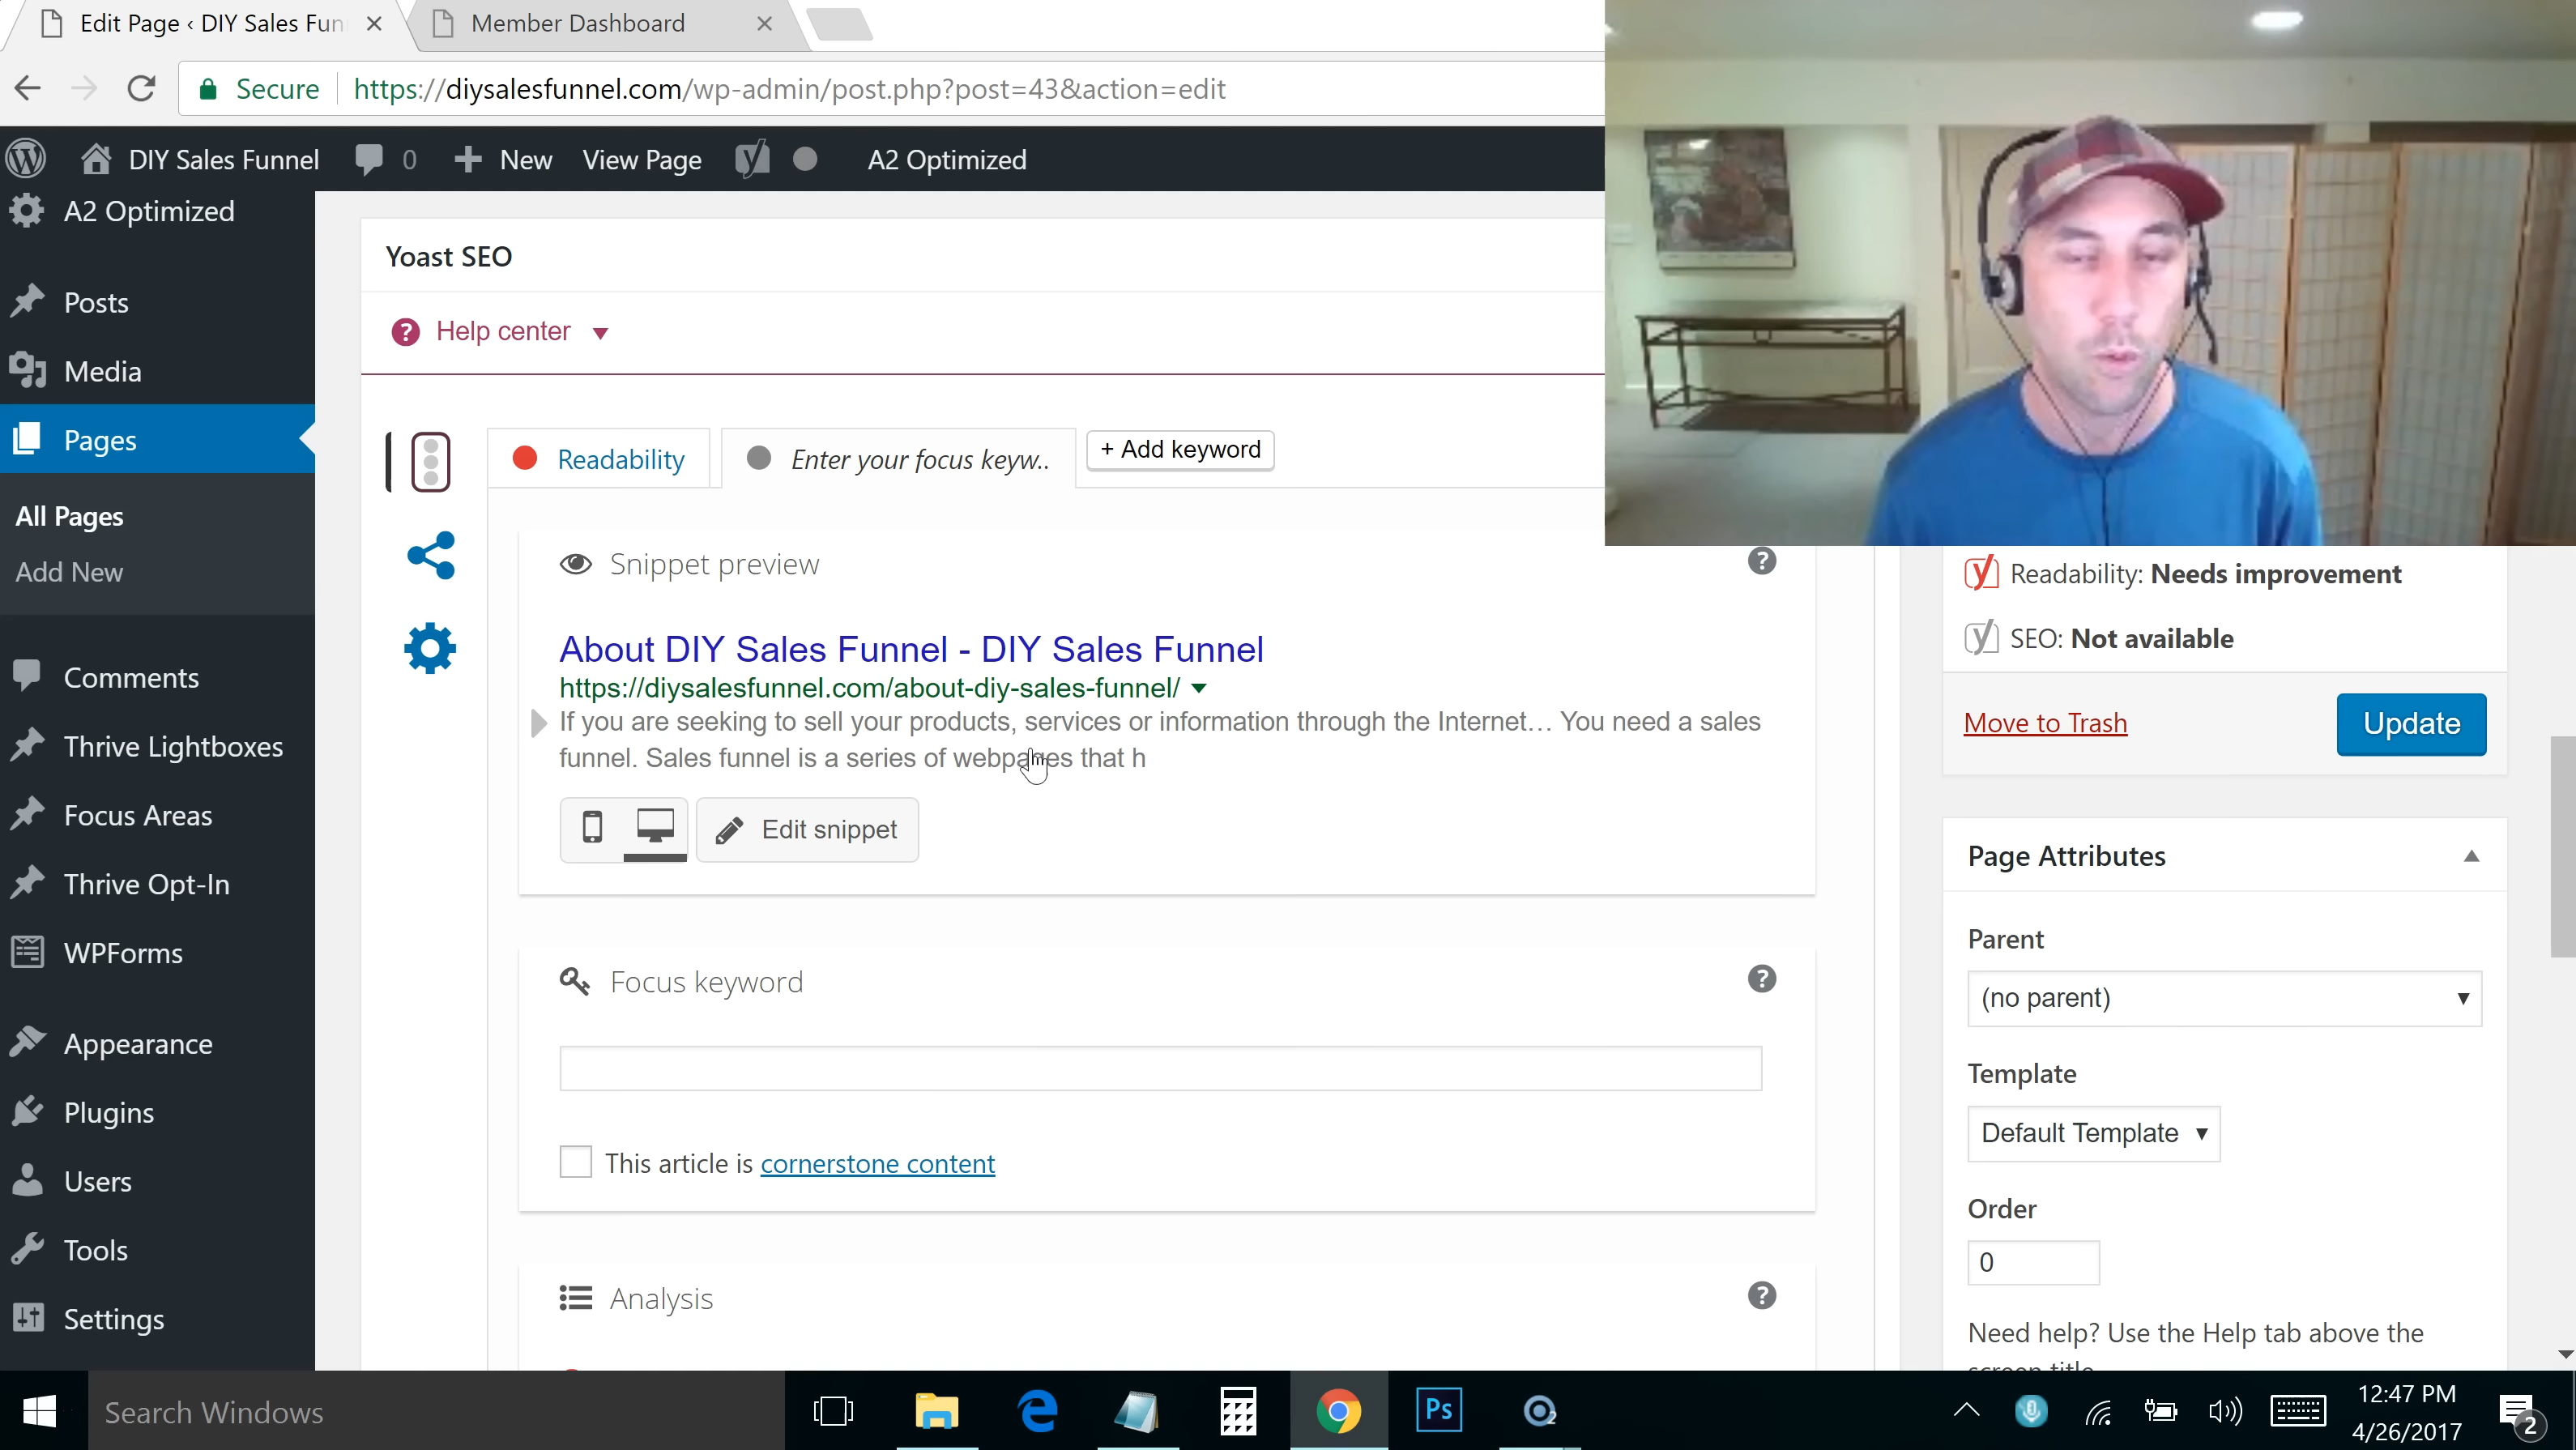 Edit Page ‹ DIY Sales Fun
Member Dashboard
Secure
https://diysalesfunnel.com/wp-admin/post.php?post=43&action=edit
DIY Sales Funnel
0
New
View Page
A2 Optimized
A2 Optimized
Posts
Media
Pages
All Pages
Add New
Comments
Thrive Lightboxes
Focus Areas
Thrive Opt-In
WPForms
Appearance
Plugins
Users
Tools
Settings
Yoast SEO
? Help center
Readability
Enter your focus keyw..
+ Add keyword
Snippet preview
?
About DIY Sales Funnel - DIY Sales Funnel
https://diysalesfunnel.com/about-diy-sales-funnel/
If you are seeking to sell your products, services or information through the Internet… You need a sales
funnel. Sales funnel is a series of webpages that h
Edit snippet
Focus keyword
?
This article is cornerstone content
Analysis
?
Readability: Needs improvement
SEO: Not available
Move to Trash
Update
Page Attributes
Parent
(no parent)
Template
Default Template
Order
0
Need help? Use the Help tab above the
Search Windows
Ps
12:47 PM
4/26/2017
2